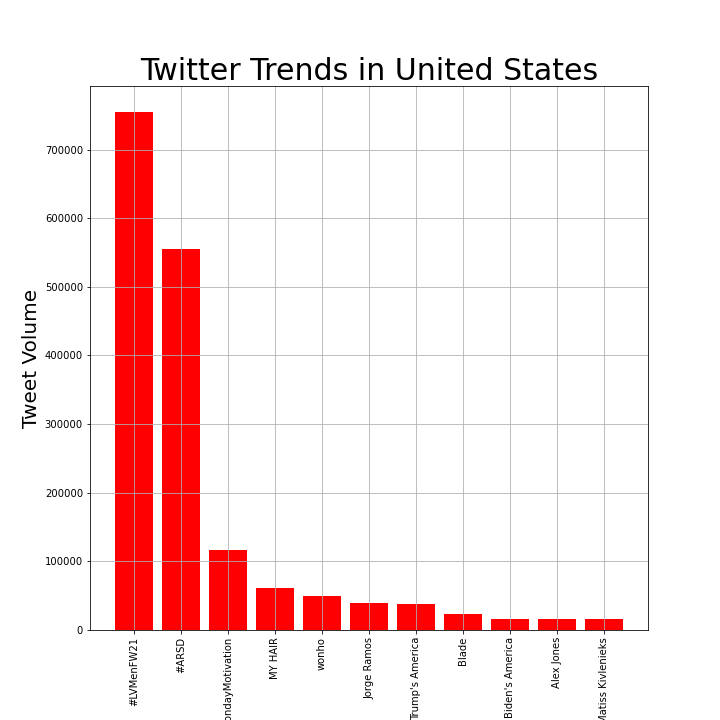 Twitter Trends in United States
Tweet Volume
700000
600000
500000
400000
300000
200000
100000
0
#LVMenFW21
#ARSD
ondayMotivation
MY HAIR
wonho
Jorge Ramos
Trump's America
Blade
Biden's America
Alex Jones
Matiss Kivlenieks